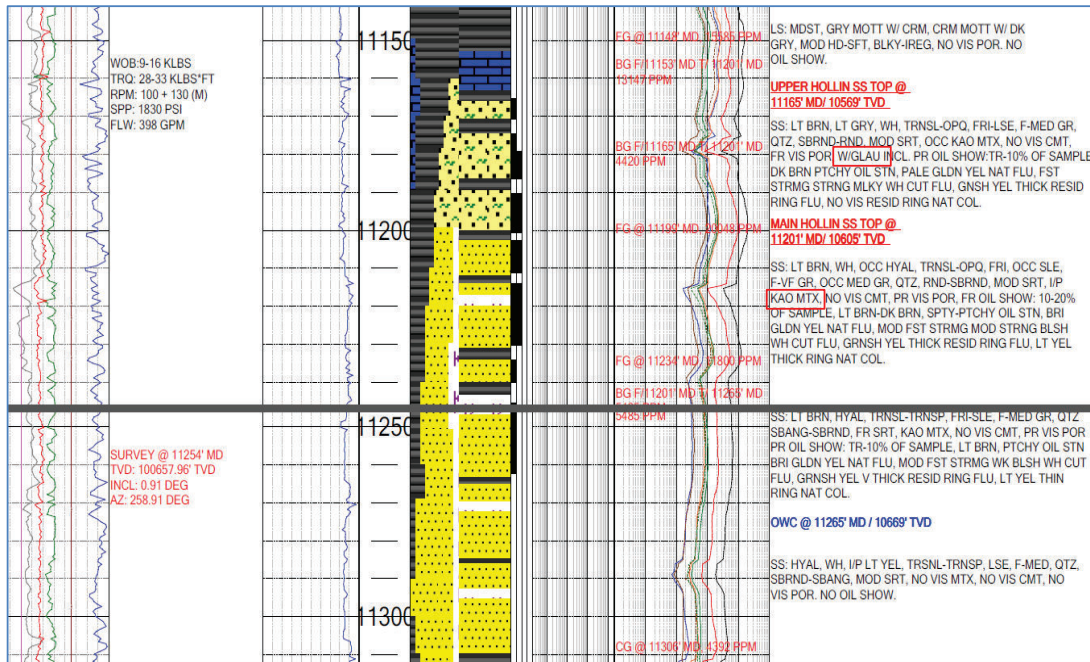 WOB:9-16 KLBS
TRQ: 28-33 KLBS*FT
RPM: 100 + 130 (M)
SPP: 1830 PSI
FLW: 398 GPM
SURVEY @ 11254' MD
TVD: 100657.96' TVD
INCL: 0.91 DEG
AZ: 258.91 DEG
11150
11200
11250
11300
FG @ 11148' MD, 15585 PPM
BG F/11153' MD T/ 11201' MD
13147 PPM
BG F/11165' MD T/ 11201' MD
4420 PPM
FG @ 11199' MD,
FG @ 11234' MD,
BG F/11201' MD T/ 11265' MD
5485 PPM
CG @ 11306' MD, 4392 PPM
LS: MDST, GRY MOTT W/ CRM, CRM MOTT W/ DK
GRY, MOD HD-SFT, BLKY-IREG, NO VIS POR. NO
OIL SHOW.
UPPER HOLLIN SS TOP @
11165' MD/ 10569' TVD
SS: LT BRN, LT GRY, WH, TRNSL-OPQ, FRI-LSE, F-MED GR,
QTZ, SBRND-RND, MOD SRT, OCC KAO MTX, NO VIS CMT,
FR VIS POR, W/GLAU INCL. PR OIL SHOW:TR-10% OF SAMPLE
DK BRN PTCHY OIL STN, PALE GLDN YEL NAT FLU, FST
STRMG STRNG MLKY WH CUT FLU, GNSH YEL THICK RESID
RING FLU, NO VIS RESID RING NAT COL.
MAIN HOLLIN SS TOP @
11201' MD/ 10605' TVD
SS: LT BRN, WH, OCC HYAL, TRNSL-OPQ, FRI, OCC SLE,
F-VF GR, OCC MED GR, QTZ, RND-SBRND, MOD SRT, I/P
KAO MTX, NO VIS CMT, PR VIS POR, FR OIL SHOW: 10-20%
OF SAMPLE, LT BRN-DK BRN, SPTY-PTCHY OIL STN, BRI
GLDN YEL NAT FLU, MOD FST STRMG MOD STRNG BLSH
WH CUT FLU, GRNSH YEL THICK RESID RING FLU, LT YEL
THICK RING NAT COL.
SS: LT BRN, HYAL, TRNSL-TRNSP, FRI-SLE, F-MED GR, QTZ
SBANG-SBRND, FR SRT, KAO MTX, NO VIS CMT, PR VIS POR
PR OIL SHOW: TR-10% OF SAMPLE, LT BRN, PTCHY OIL STN
BRI GLDN YEL NAT FLU, MOD FST STRMG WK BLSH WH CUT
FLU, GRNSH YEL V THICK RESID RING FLU, LT YEL THIN
RING NAT COL.
OWC @ 11265' MD / 10669' TVD
SS: HYAL, WH, I/P LT YEL, TRSNL-TRNSP, LSE, F-MED, QTZ,
SBRND-SBANG, MOD SRT, NO VIS MTX, NO VIS CMT, NO
VIS POR. NO OIL SHOW.